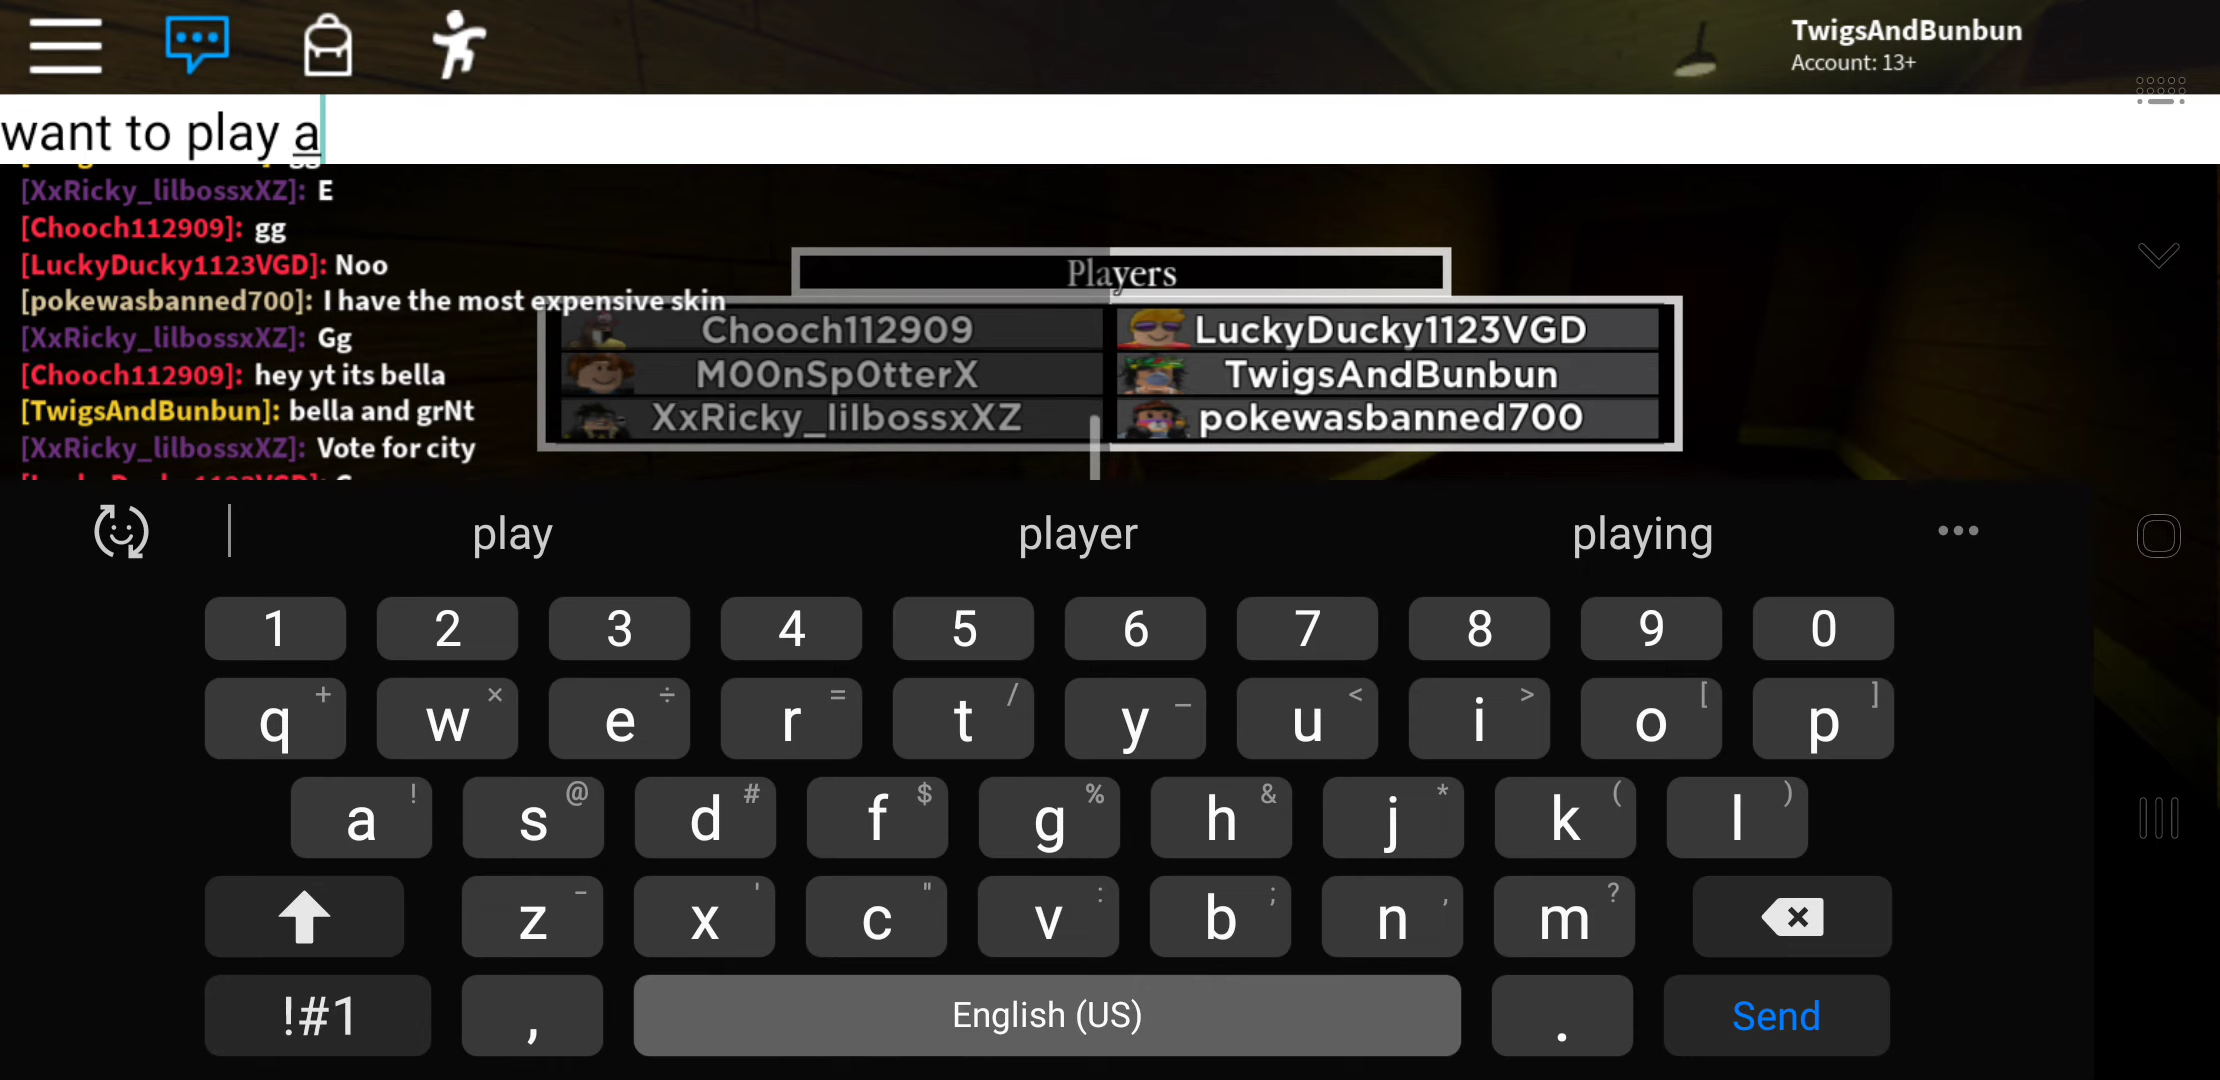 TwigsAndBunbun
Account: 13+
want to play a
[XxRicky_lilbossxXZ]: E
[Chooch112909]: gg
[LuckyDucky1123VGD]: Noo
[pokewasbanned700]: I have the most expensive skin
[XxRicky_lilbossxXZ]: Gg
[Chooch112909]: hey yt its bella
[TwigsAndBunbun]: bella and grNt
[XxRicky_lilbossxXZ]: Vote for city
Players
Chooch112909 LuckyDucky1123VGD
M00nSp0tterX TwigsAndBunbun
XxRicky_lilbossxXZ pokewasbanned700
play player playing
1 2 3 4 5 6 7 8 9 0
q + w × e ÷ r = t / y _ u < i > o [ p ]
a ! s @ d # f $ g % h & j * k ( l )
z - x ' c " v : b ; n , m ?
!#1 , English (US) . Send